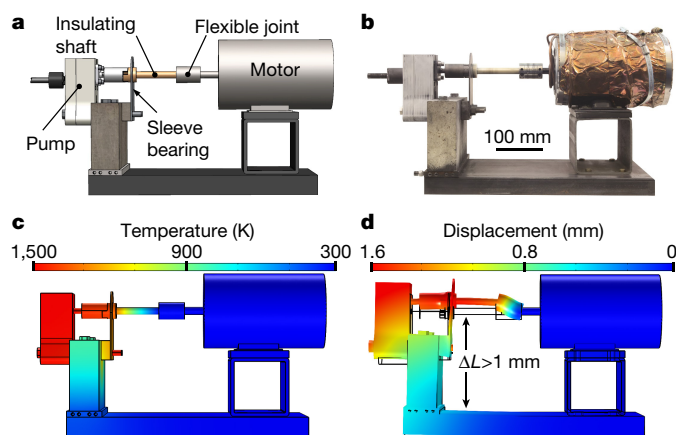 a
Insulating
shaft
Flexible joint
Motor
Pump
Sleeve
bearing
b
100 mm
c
Temperature (K)
1,500
900
300
d
Displacement (mm)
1.6
0.8
0
ΔL>1 mm